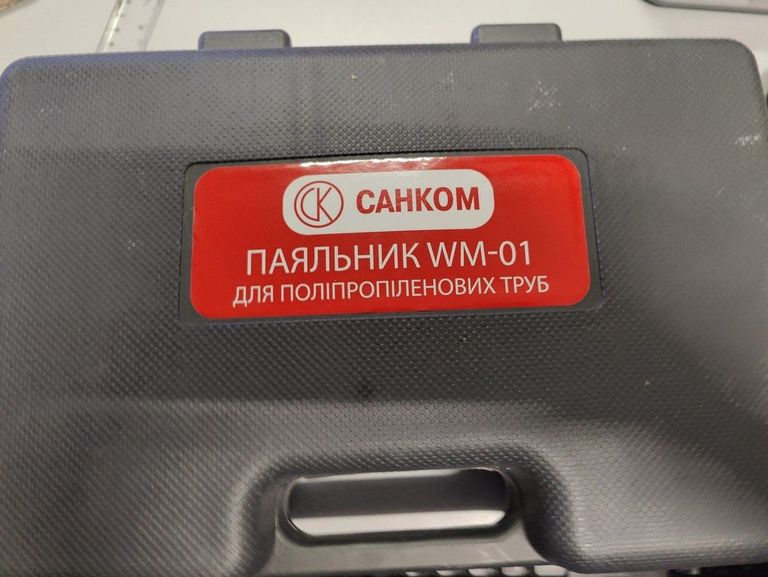 СК САНКОМ
ПАЯЛЬНИК WM-01
ДЛЯ ПОЛІПРОПІЛЕНОВИХ ТРУБ